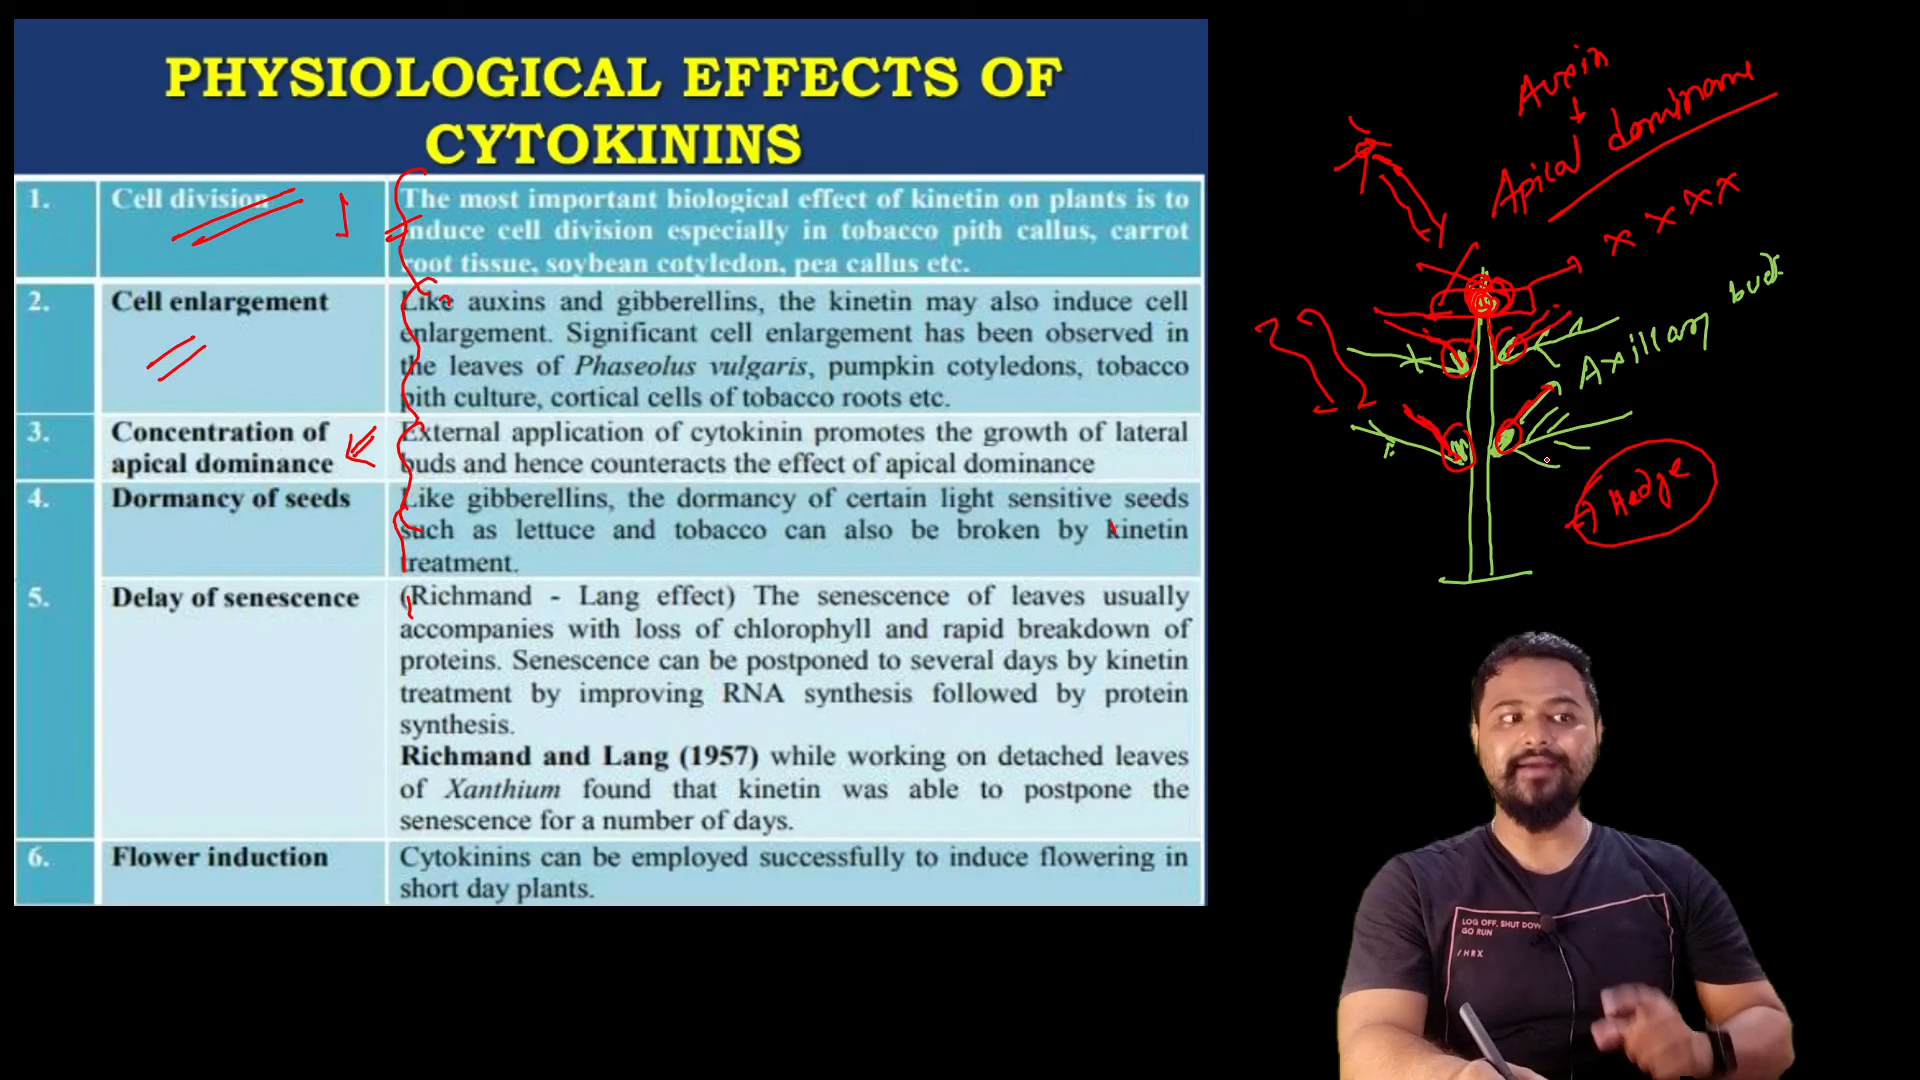 PHYSIOLOGICAL EFFECTS OF
CYTOKININS
1.
Cell division
The most important biological effect of kinetin on plants is to
induce cell division especially in tobacco pith callus, carrot
root tissue, soybean cotyledon, pea callus etc.
2.
Cell enlargement
Like auxins and gibberellins, the kinetin may also induce cell
enlargement. Significant cell enlargement has been observed in
the leaves of Phaseolus vulgaris, pumpkin cotyledons, tobacco
pith culture, cortical cells of tobacco roots etc.
3.
Concentration of
apical dominance
External application of cytokinin promotes the growth of lateral
buds and hence counteracts the effect of apical dominance
4.
Dormancy of seeds
Like gibberellins, the dormancy of certain light sensitive seeds
such as lettuce and tobacco can also be broken by kinetin
treatment.
5.
Delay of senescence
(Richmand - Lang effect) The senescence of leaves usually
accompanies with loss of chlorophyll and rapid breakdown of
proteins. Senescence can be postponed to several days by kinetin
treatment by improving RNA synthesis followed by protein
synthesis.
Richmand and Lang (1957) while working on detached leaves
of Xanthium found that kinetin was able to postpone the
senescence for a number of days.
6.
Flower induction
Cytokinins can be employed successfully to induce flowering in
short day plants.
Auxin
Apical dominance
x x x x
Axillary bud
Hedge
LOG OFF, SHUT DOW
GO RUN
/HRX